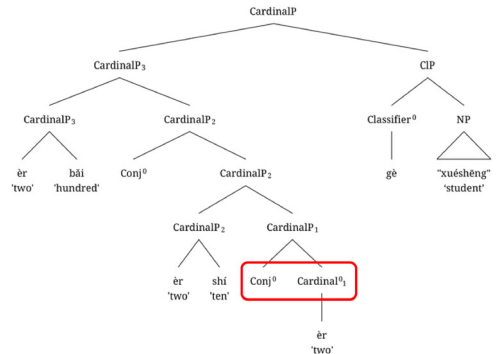 CardinalP
CardinalP₃ ClP
CardinalP₃ CardinalP₂ Classifier⁰ NP
èr bǎi Conj⁰ CardinalP₂ gè "xuéshēng"
'two' 'hundred' ‘student’
CardinalP₂ CardinalP₁
èr shí Conj⁰ Cardinal⁰₁
'two' 'ten'
èr
'two'